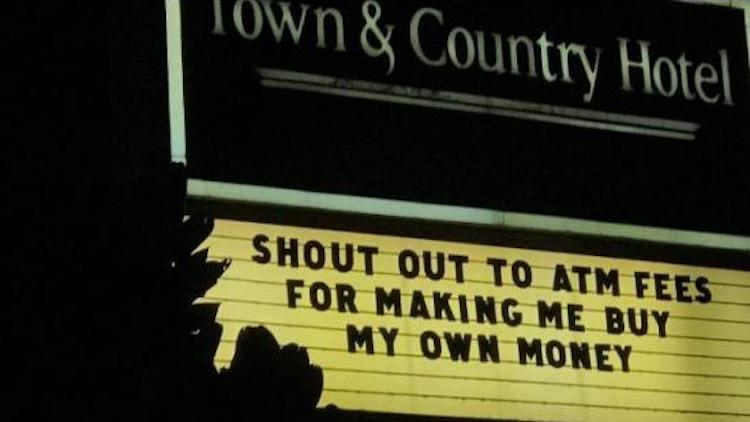 Town & Country Hotel
SHOUT OUT TO ATM FEES
FOR MAKING ME BUY
MY OWN MONEY